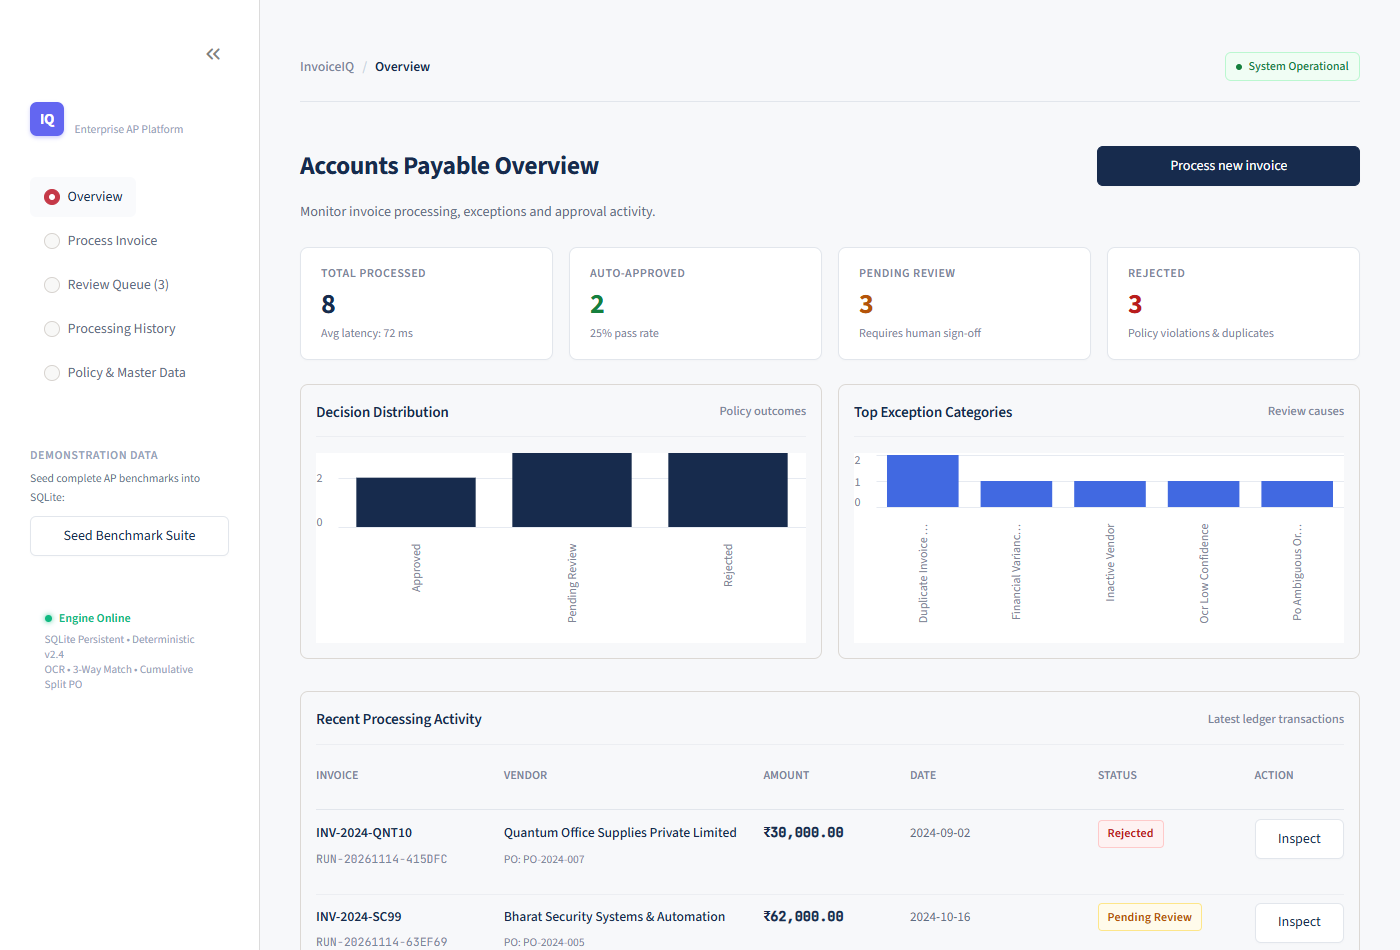 IQ
Enterprise AP Platform
Overview
Process Invoice
Review Queue (3)
Processing History
Policy & Master Data
DEMONSTRATION DATA
Seed complete AP benchmarks into
SQLite:
Seed Benchmark Suite
Engine Online
SQLite Persistent • Deterministic
v2.4
OCR • 3-Way Match • Cumulative
Split PO
InvoiceIQ / Overview
System Operational
Accounts Payable Overview
Process new invoice
Monitor invoice processing, exceptions and approval activity.
TOTAL PROCESSED
8
Avg latency: 72 ms
AUTO-APPROVED
2
25% pass rate
PENDING REVIEW
3
Requires human sign-off
REJECTED
3
Policy violations & duplicates
Decision Distribution
Policy outcomes
2
0
Approved
Pending Review
Rejected
Top Exception Categories
Review causes
2
1
0
Duplicate Invoice …
Financial Varianc…
Inactive Vendor
Ocr Low Confidence
Po Ambiguous Or…
Recent Processing Activity
Latest ledger transactions
INVOICE VENDOR AMOUNT DATE STATUS ACTION
INV-2024-QNT10 Quantum Office Supplies Private Limited ₹30,000.00 2024-09-02 Rejected Inspect
RUN-20261114-415DFC PO: PO-2024-007
INV-2024-SC99 Bharat Security Systems & Automation ₹62,000.00 2024-10-16 Pending Review Inspect
RUN-20261114-63EF69 PO: PO-2024-005